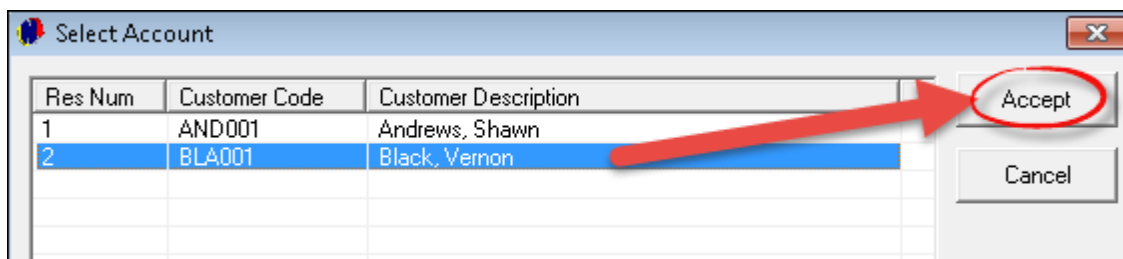 Select Account
Res Num Customer Code Customer Description
Accept
1 AND001 Andrews, Shawn
2 BLA001 Black, Vernon
Cancel